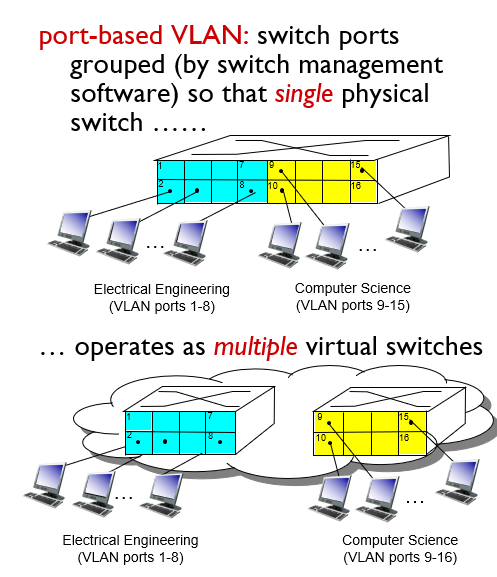 port-based VLAN: switch ports
grouped (by switch management
software) so that single physical
switch ……
1 7 9 15
2 8 10 16
…
…
Electrical Engineering
(VLAN ports 1-8)
Computer Science
(VLAN ports 9-15)
… operates as multiple virtual switches
1 7 9 15
2 8 10 16
…
…
Electrical Engineering
(VLAN ports 1-8)
Computer Science
(VLAN ports 9-16)